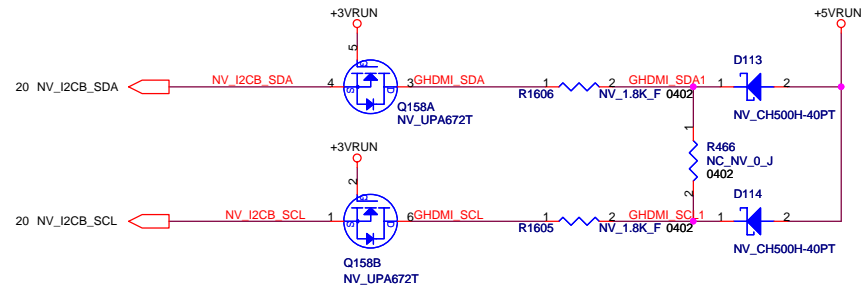 +3VRUN
+5VRUN
5
G
D113
20 NV_I2CB_SDA
NV_I2CB_SDA
4
S
D
3
GHDMI_SDA
1
2
GHDMI_SDA1
1
2
R1606
NV_1.8K_F 0402
Q158A
NV_UPA672T
NV_CH500H-40PT
1
R466
NC_NV_0_J
0402
2
+3VRUN
2
G
D114
20 NV_I2CB_SCL
NV_I2CB_SCL
1
S
D
6
GHDMI_SCL
1
2
GHDMI_SCL1
1
2
R1605
NV_1.8K_F 0402
Q158B
NV_UPA672T
NV_CH500H-40PT